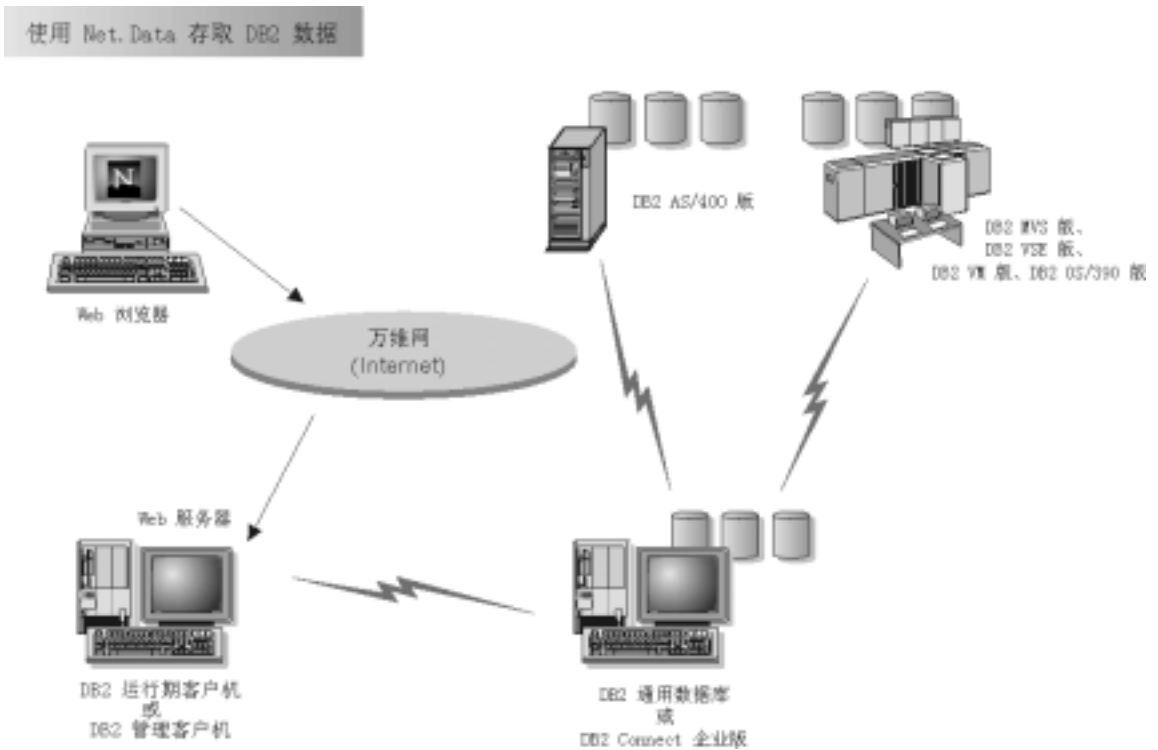 使用 Net.Data 存取 DB2 数据
N
DB2 AS/400 版
DB2 MVS 版、
DB2 VSE 版、
DB2 VM 版、DB2 OS/390 版
Web 浏览器
万维网
(Internet)
Web 服务器
DB2 运行期客户机
或
DB2 管理客户机
DB2 通用数据库
或
DB2 Connect 企业版